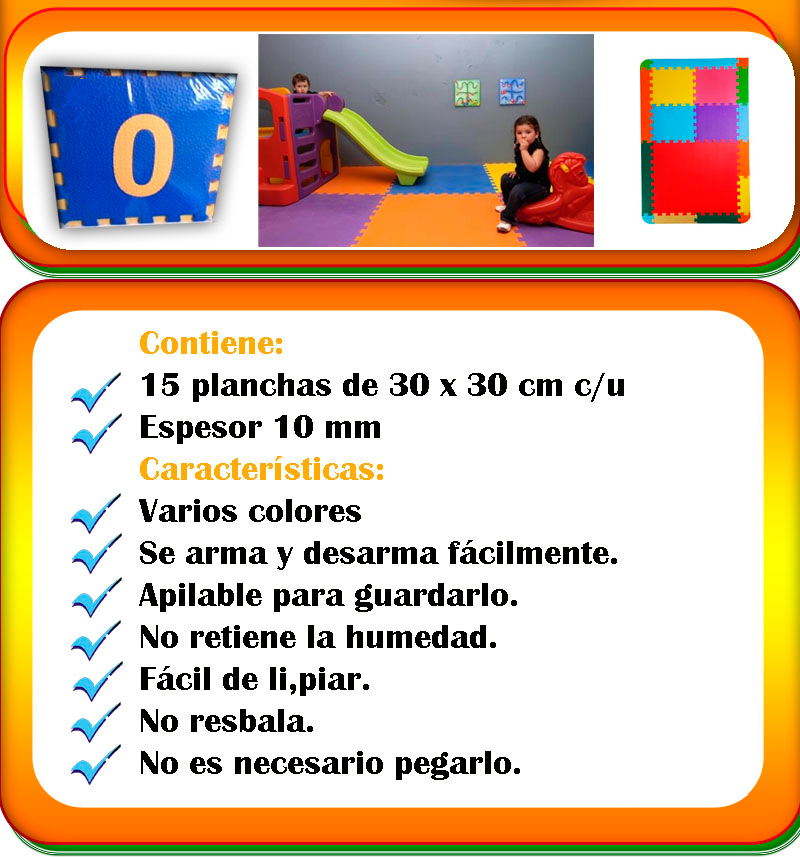 0
Contiene:
15 planchas de 30 x 30 cm c/u
Espesor 10 mm
Características:
Varios colores
Se arma y desarma fácilmente.
Apilable para guardarlo.
No retiene la humedad.
Fácil de li,piar.
No resbala.
No es necesario pegarlo.